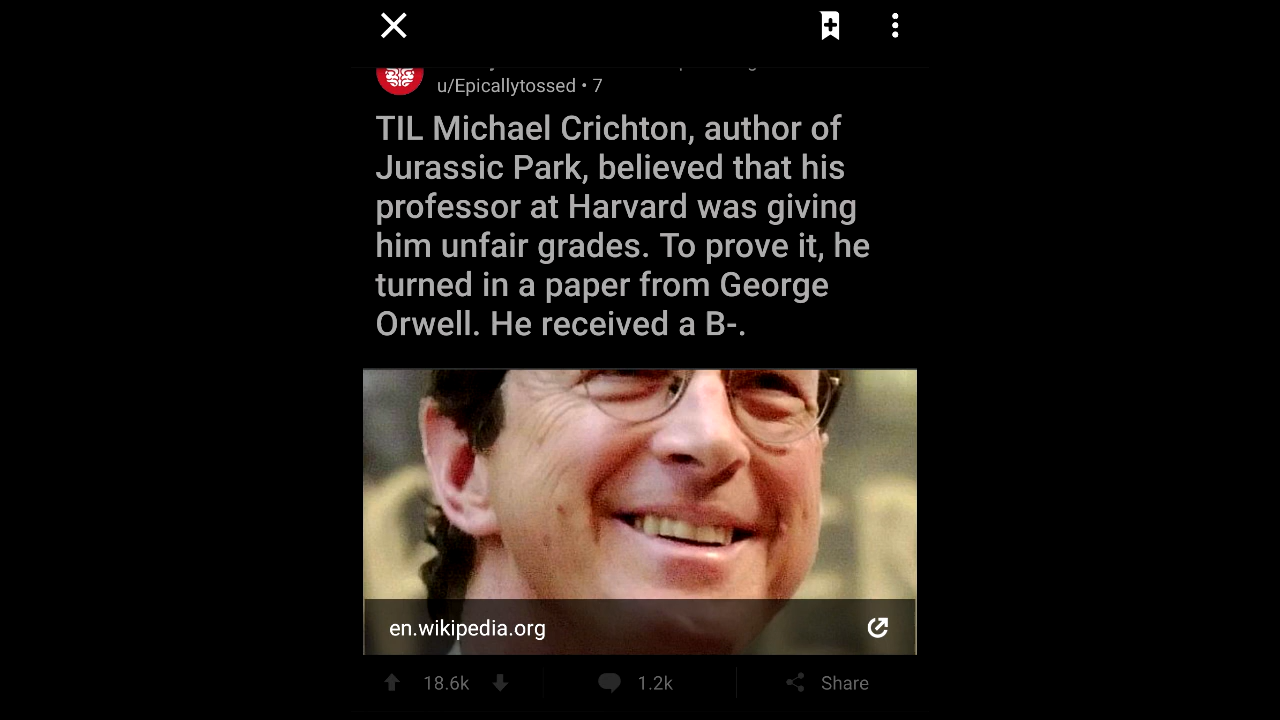 u/Epicallytossed • 7
TIL Michael Crichton, author of
Jurassic Park, believed that his
professor at Harvard was giving
him unfair grades. To prove it, he
turned in a paper from George
Orwell. He received a B-.
en.wikipedia.org
18.6k
1.2k
Share